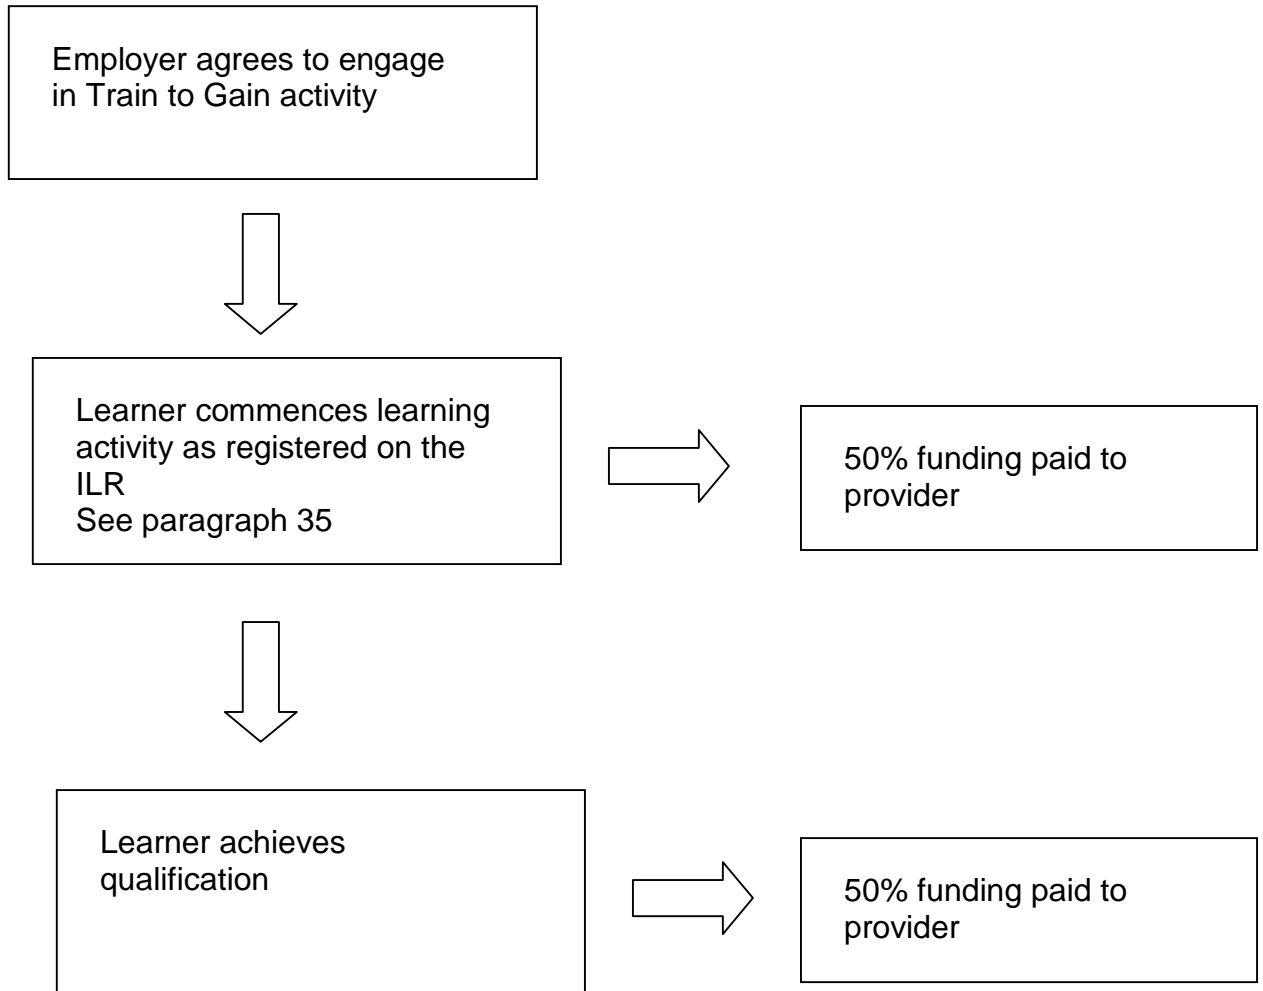 Employer agrees to engage
in Train to Gain activity
Learner commences learning
activity as registered on the
ILR
See paragraph 35
50% funding paid to
provider
Learner achieves
qualification
50% funding paid to
provider